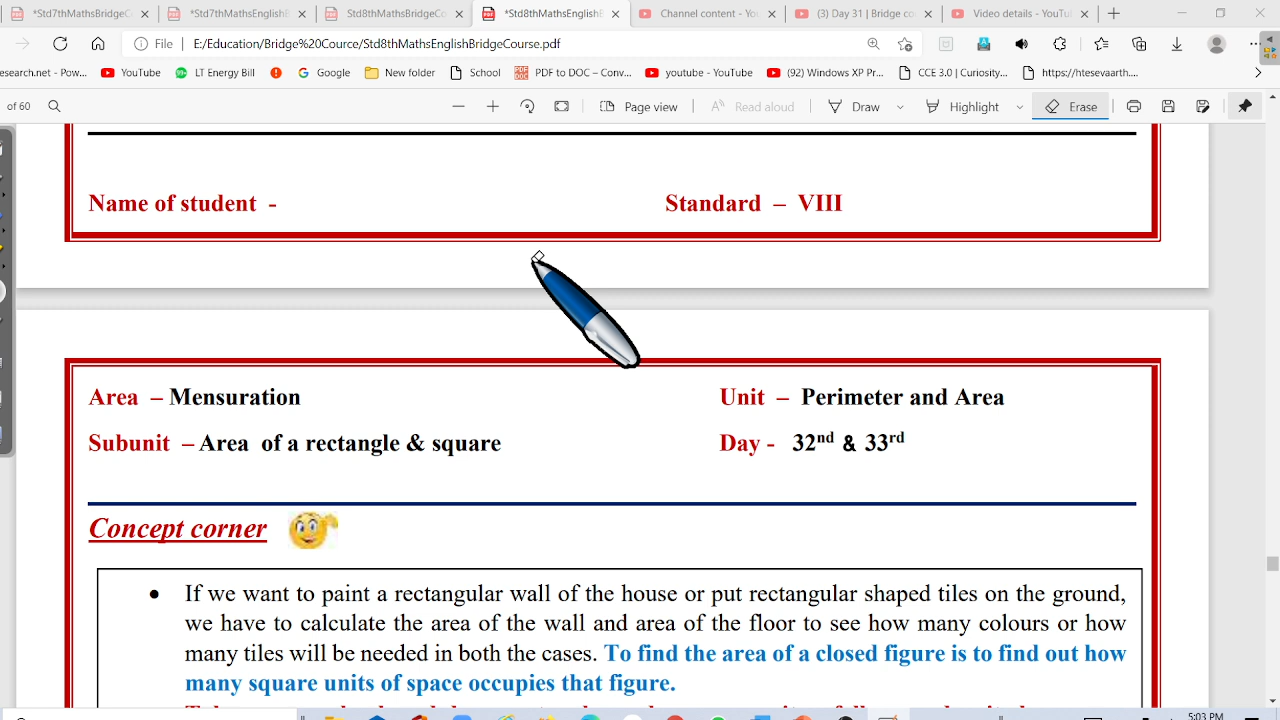 *Std7thMathsBridgeC
*Std7thMathsEnglishB
Std8thMathsBridgeC
*Std8thMathsEnglishE
Channel content - Yo
(3) Day 31 | Bridge co
Video details - YouTu
File
E:/Education/Bridge%20Cource/Std8thMathsEnglishBridgeCourse.pdf
esearch.net - Pow...
YouTube
LT Energy Bill
Google
New folder
School
PDF to DOC – Conv...
youtube - YouTube
(92) Windows XP Pr...
CCE 3.0 | Curiosity...
https://htesevaarth....
of 60
Page view
Read aloud
Draw
Highlight
Erase
Name of student -
Standard – VIII
Area – Mensuration
Unit – Perimeter and Area
Subunit – Area of a rectangle & square
Day - 32nd & 33rd
Concept corner
• If we want to paint a rectangular wall of the house or put rectangular shaped tiles on the ground,
we have to calculate the area of the wall and area of the floor to see how many colours or how
many tiles will be needed in both the cases. To find the area of a closed figure is to find out how
many square units of space occupies that figure.
5:03 PM